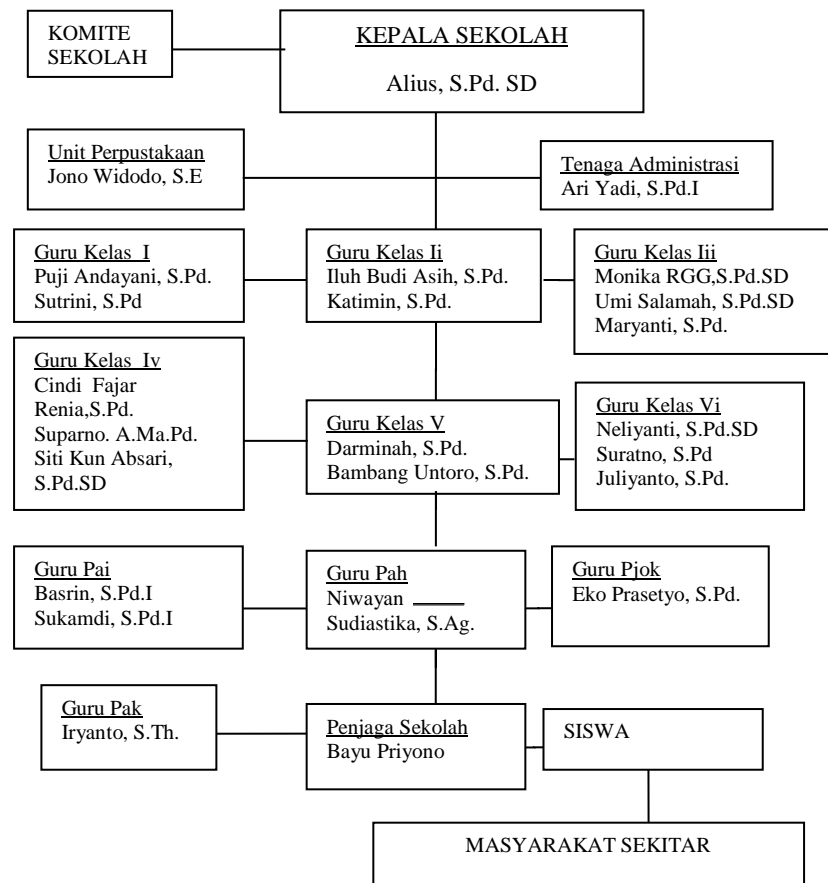 KOMITE
SEKOLAH
KEPALA SEKOLAH
Alius, S.Pd. SD
Unit Perpustakaan
Jono Widodo, S.E
Tenaga Administrasi
Ari Yadi, S.Pd.I
Guru Kelas I
Puji Andayani, S.Pd.
Sutrini, S.Pd
Guru Kelas Ii
Iluh Budi Asih, S.Pd.
Katimin, S.Pd.
Guru Kelas Iii
Monika RGG,S.Pd.SD
Umi Salamah, S.Pd.SD
Maryanti, S.Pd.
Guru Kelas Iv
Cindi Fajar
Renia,S.Pd.
Suparno. A.Ma.Pd.
Siti Kun Absari,
S.Pd.SD
Guru Kelas V
Darminah, S.Pd.
Bambang Untoro, S.Pd.
Guru Kelas Vi
Neliyanti, S.Pd.SD
Suratno, S.Pd
Juliyanto, S.Pd.
Guru Pai
Basrin, S.Pd.I
Sukamdi, S.Pd.I
Guru Pah
Niwayan
Sudiastika, S.Ag.
Guru Pjok
Eko Prasetyo, S.Pd.
Guru Pak
Iryanto, S.Th.
Penjaga Sekolah
Bayu Priyono
SISWA
MASYARAKAT SEKITAR